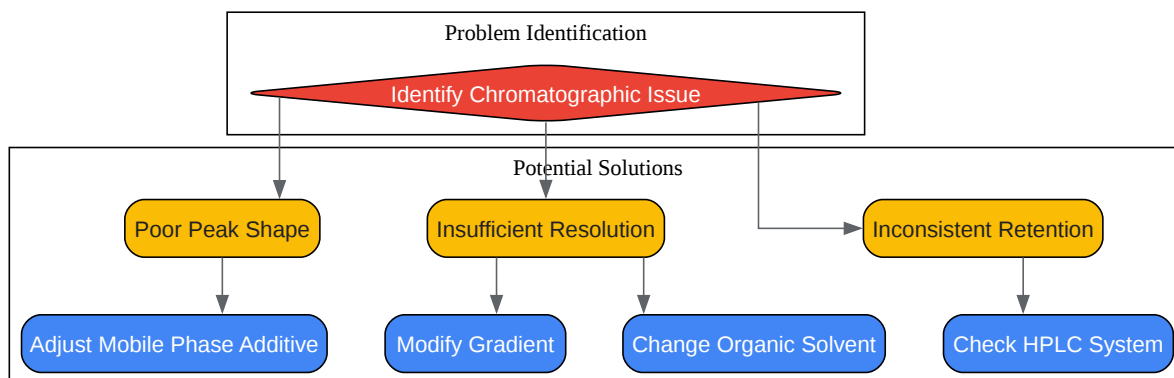 Problem Identification
Identify Chromatographic Issue
Potential Solutions
Poor Peak Shape
Insufficient Resolution
Inconsistent Retention
Adjust Mobile Phase Additive
Modify Gradient
Change Organic Solvent
Check HPLC System